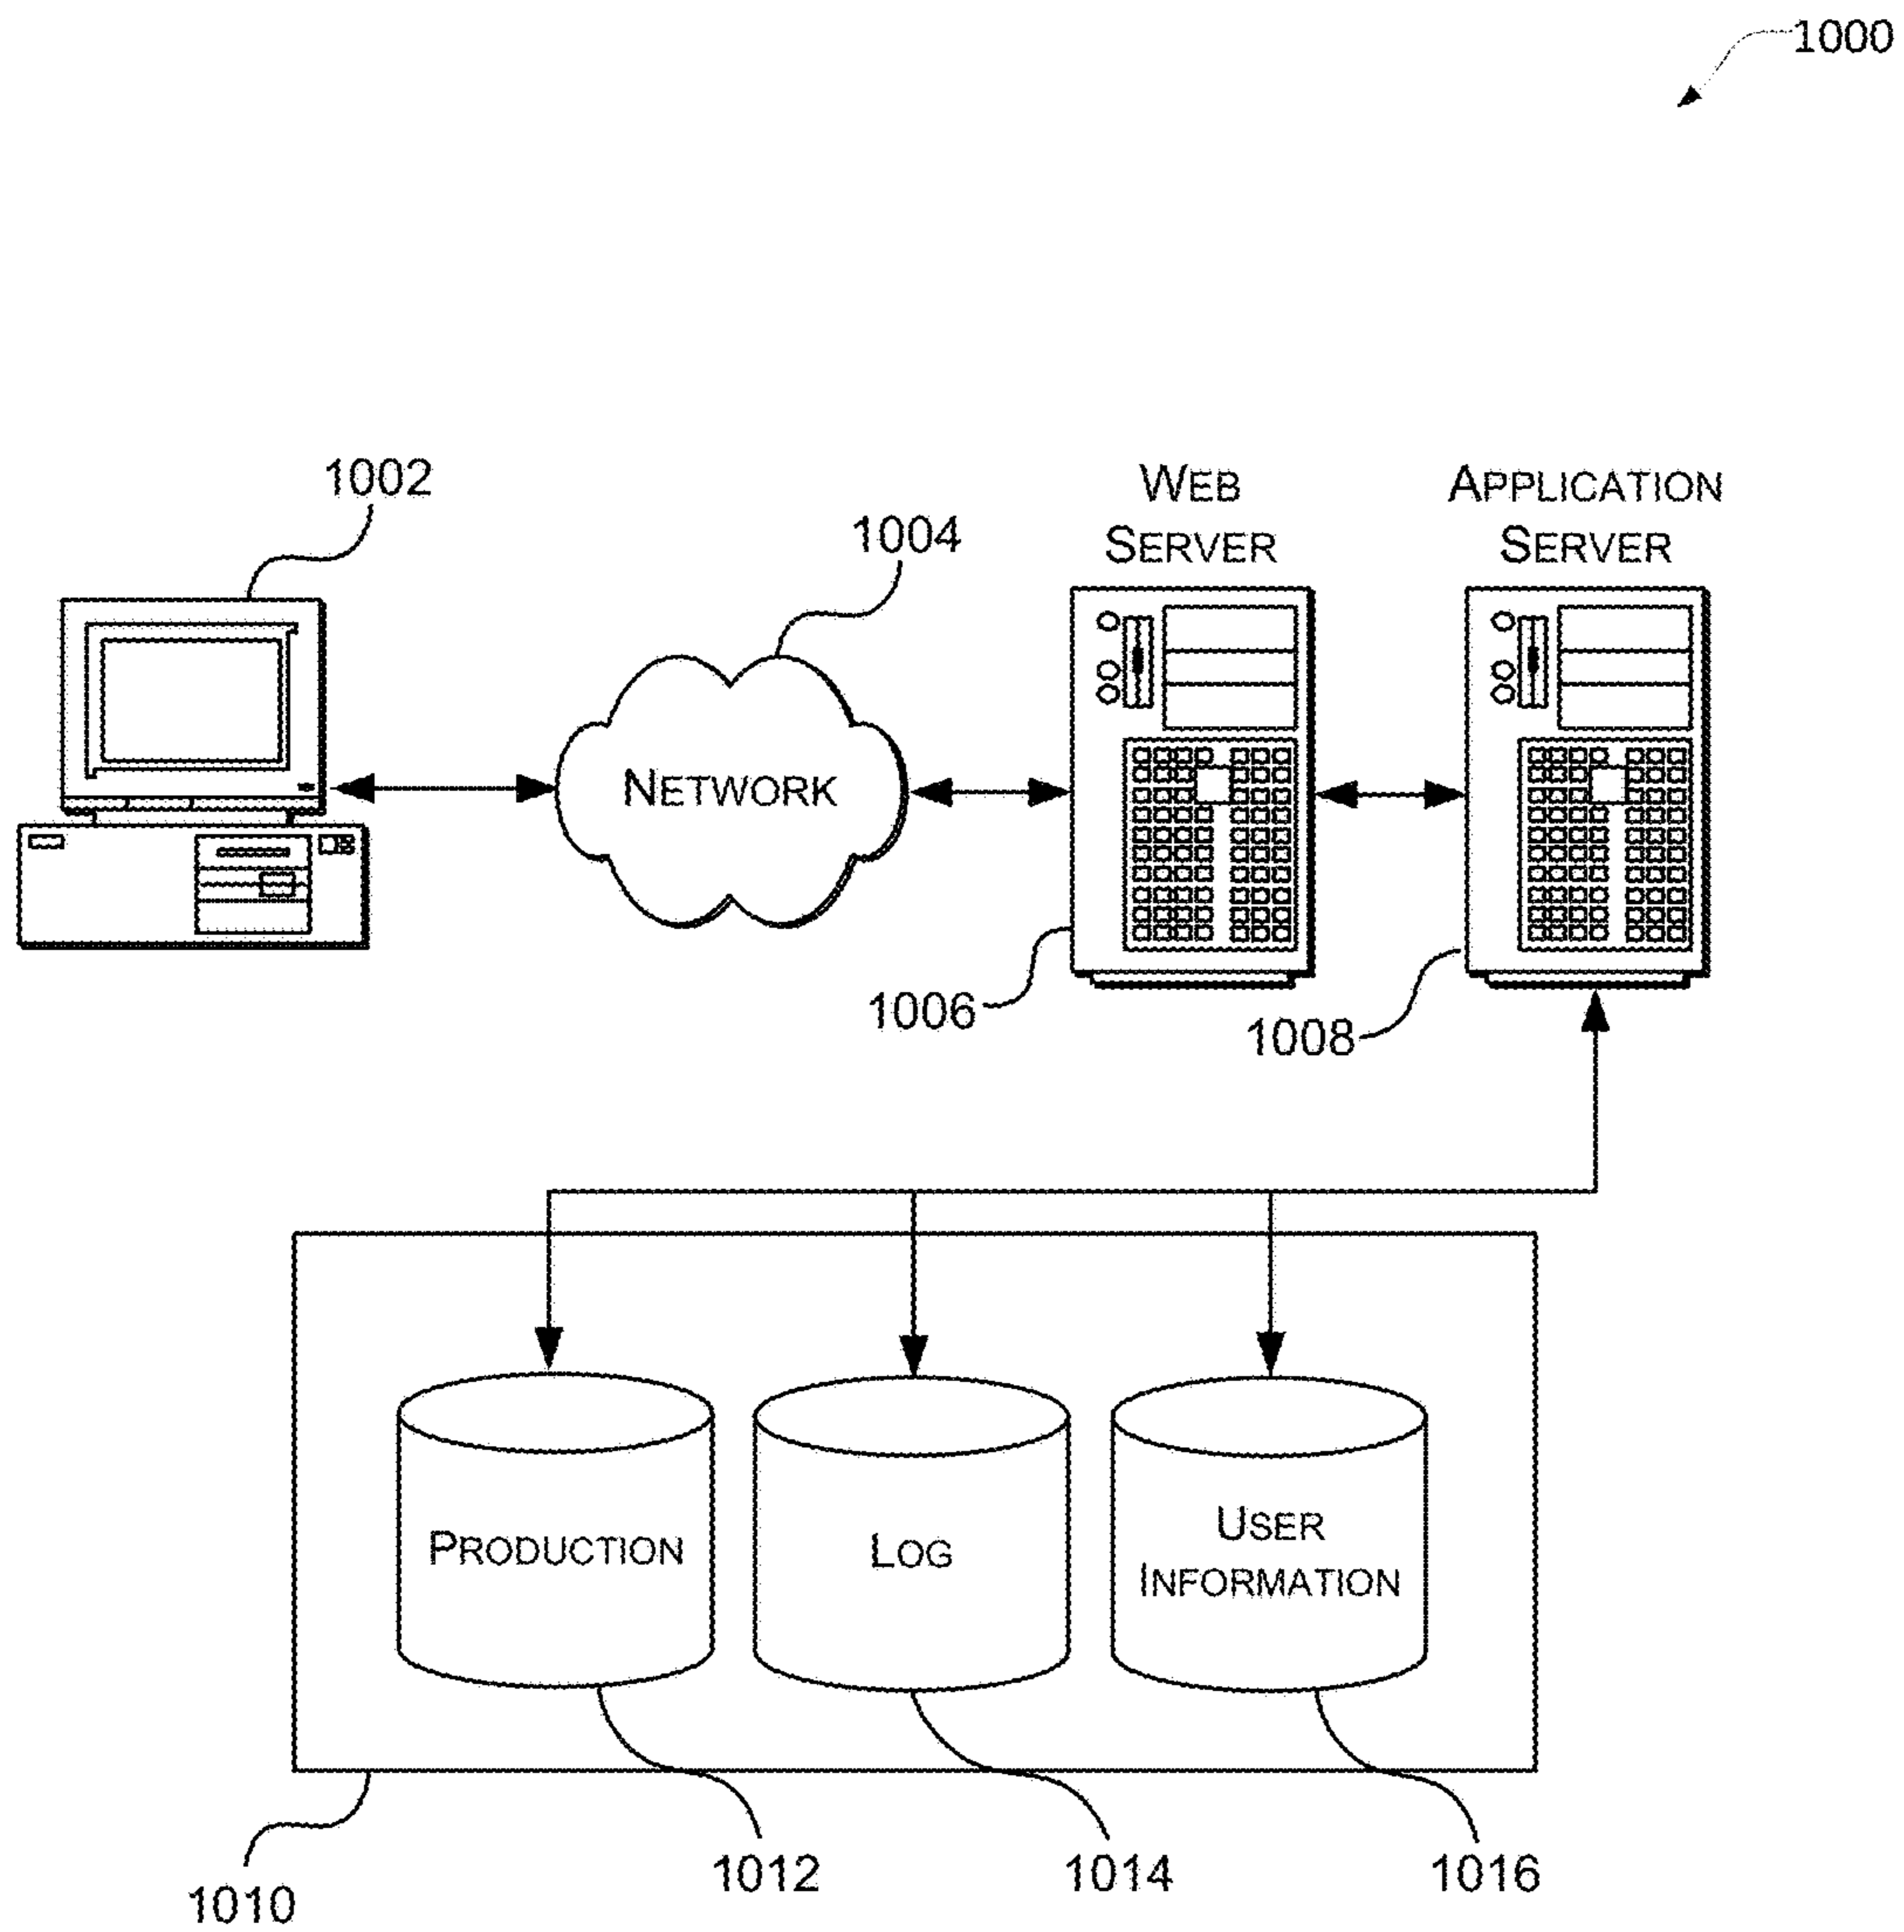 1000
1002
1004
WEB
SERVER
APPLICATION
SERVER
NETWORK
1006
1008
PRODUCTION
LOG
USER
INFORMATION
1010
1012
1014
1016